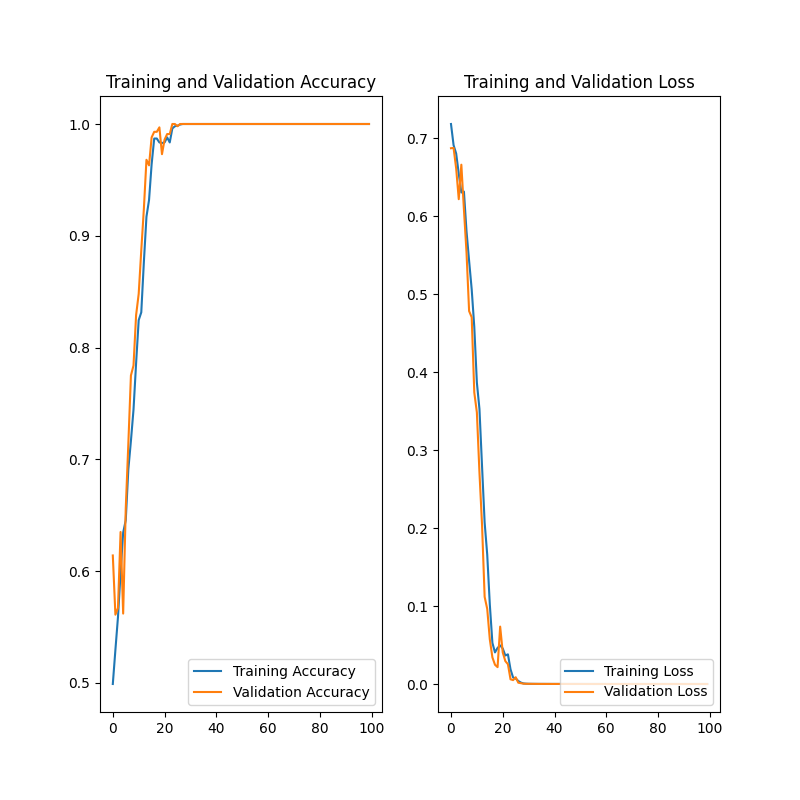 Training and Validation Accuracy
1.0
0.9
0.8
0.7
0.6
0.5
0 20 40 60 80 100
Training Accuracy
Validation Accuracy
Training and Validation Loss
0.7
0.6
0.5
0.4
0.3
0.2
0.1
0.0
0 20 40 60 80 100
Training Loss
Validation Loss